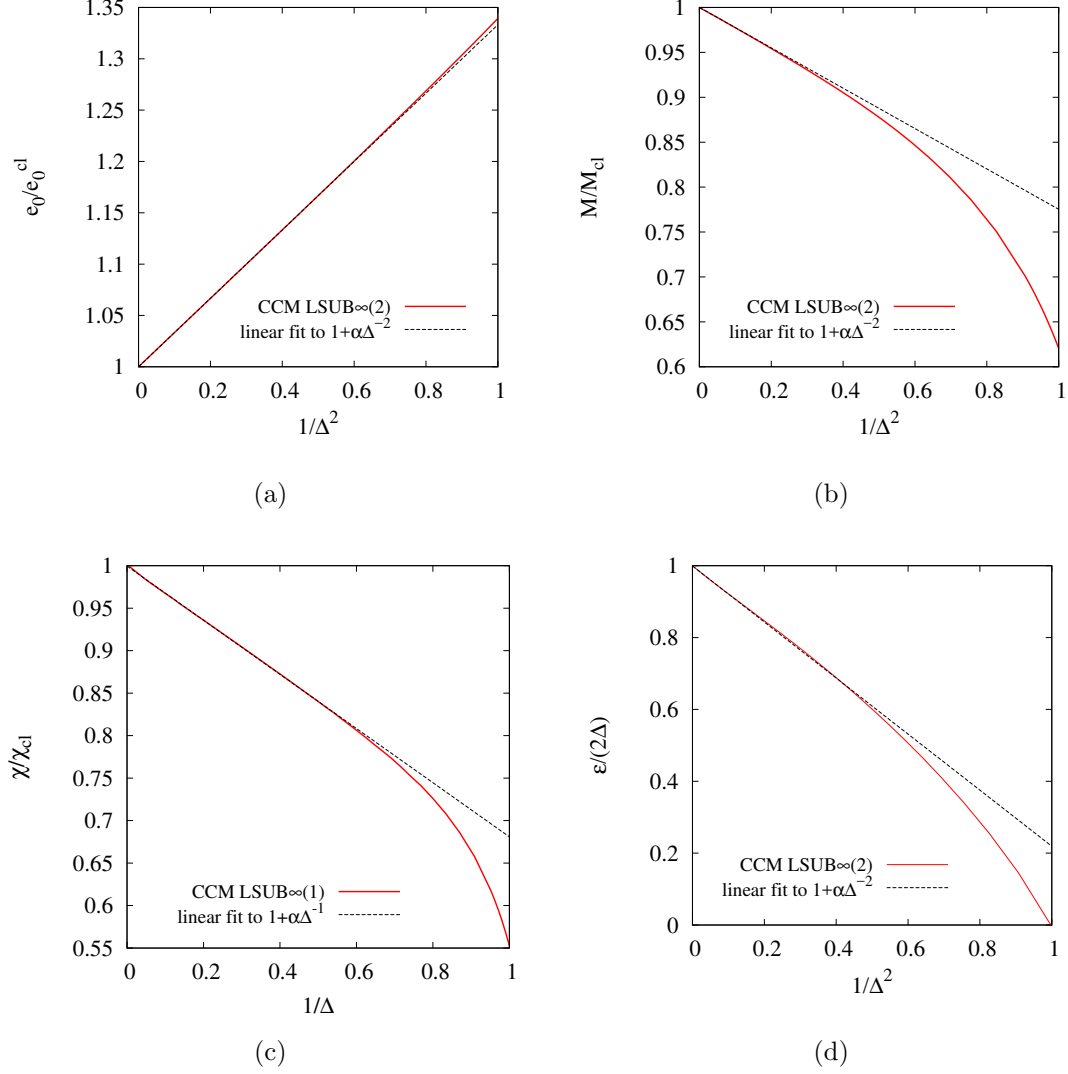 1.35
1.3
1.25
1.2
1.15
1.1
1.05
1
0 0.2 0.4 0.6 0.8 1
e₀/e₀ᶜˡ
1/Δ²
CCM LSUB∞(2)
linear fit to 1+αΔ⁻²
(a)
1
0.95
0.9
0.85
0.8
0.75
0.7
0.65
0.6
0 0.2 0.4 0.6 0.8 1
M/M_cl
1/Δ²
CCM LSUB∞(2)
linear fit to 1+αΔ⁻²
(b)
1
0.95
0.9
0.85
0.8
0.75
0.7
0.65
0.6
0.55
0 0.2 0.4 0.6 0.8 1
χ/χ_cl
1/Δ
CCM LSUB∞(1)
linear fit to 1+αΔ⁻¹
(c)
1
0.8
0.6
0.4
0.2
0
0 0.2 0.4 0.6 0.8 1
ε/(2Δ)
1/Δ²
CCM LSUB∞(2)
linear fit to 1+αΔ⁻²
(d)